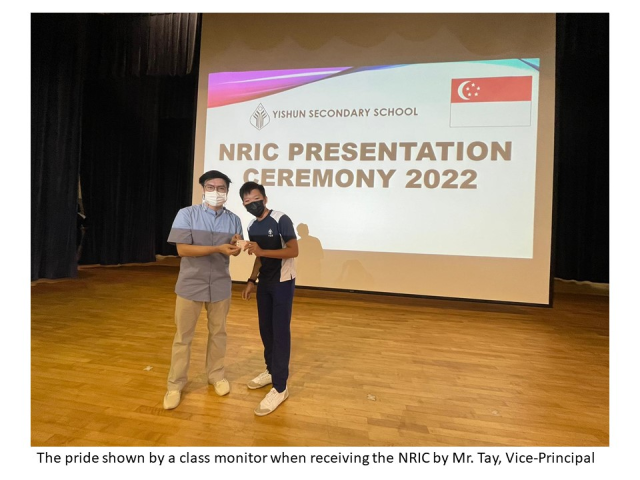 YISHUN SECONDARY SCHOOL
NRIC PRESENTATION
CEREMONY 2022
The pride shown by a class monitor when receiving the NRIC by Mr. Tay, Vice-Principal